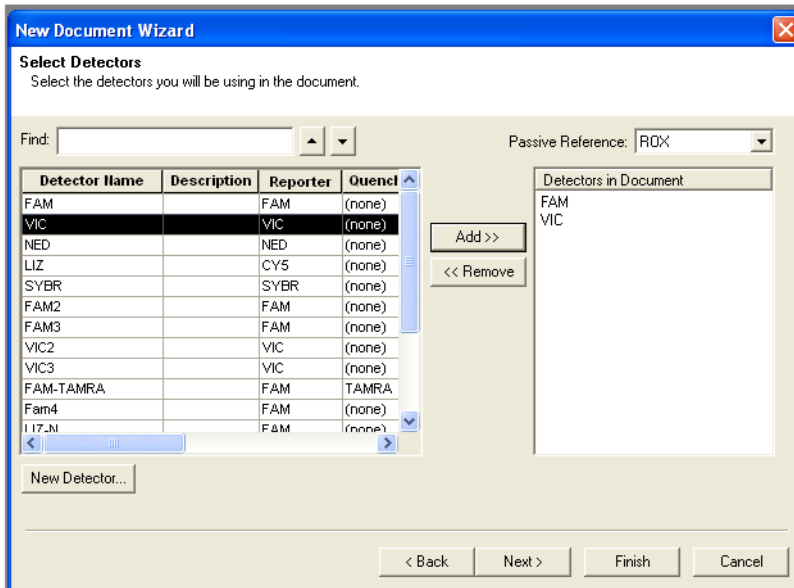 New Document Wizard
Select Detectors
Select the detectors you will be using in the document.
Find:
Passive Reference: ROX
Detector Name Description Reporter Quencl
FAM FAM (none)
VIC VIC (none)
NED NED (none)
LIZ CY5 (none)
SYBR SYBR (none)
FAM2 FAM (none)
FAM3 FAM (none)
VIC2 VIC (none)
VIC3 VIC (none)
FAM-TAMRA FAM TAMRA
Fam4 FAM (none)
LIZ-N FAM (none)
Add >>
<< Remove
Detectors in Document
FAM
VIC
New Detector...
< Back Next > Finish Cancel